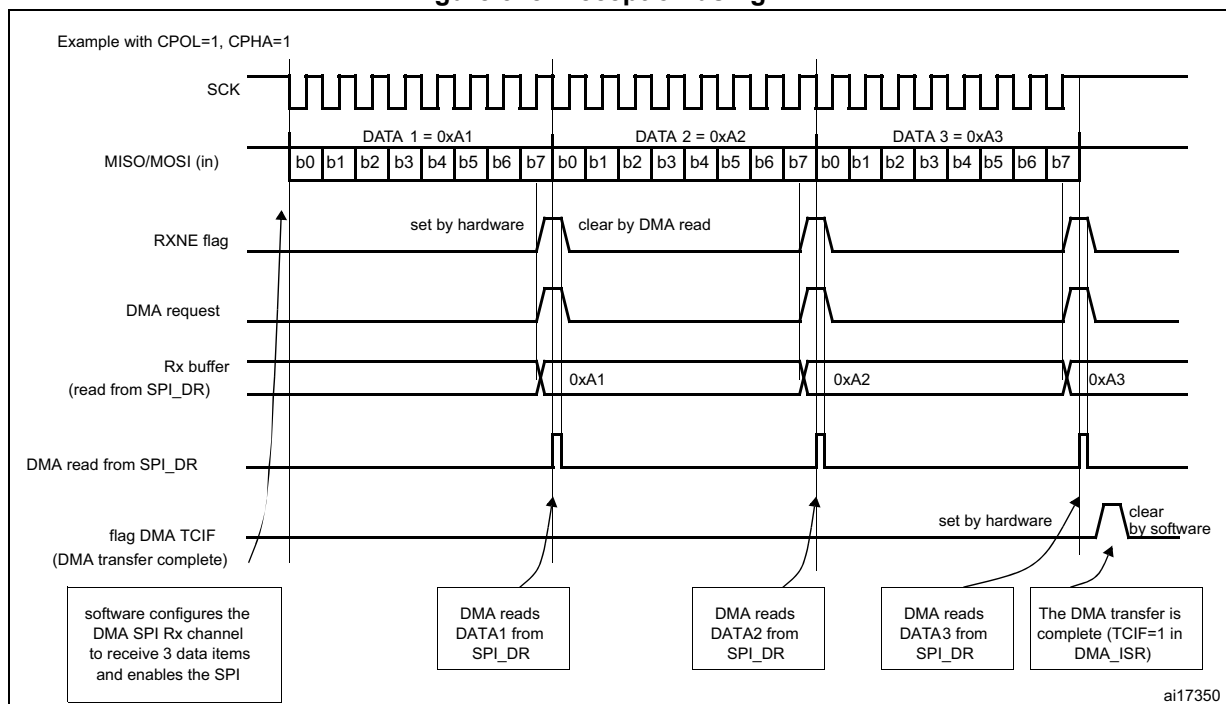 Example with CPOL=1, CPHA=1
SCK
DATA 1 = 0xA1
DATA 2 = 0xA2
DATA 3 = 0xA3
MISO/MOSI (in)
b0 b1 b2 b3 b4 b5 b6 b7 b0 b1 b2 b3 b4 b5 b6 b7 b0 b1 b2 b3 b4 b5 b6 b7
set by hardware
clear by DMA read
RXNE flag
DMA request
Rx buffer
(read from SPI_DR)
0xA1
0xA2
0xA3
DMA read from SPI_DR
flag DMA TCIF
(DMA transfer complete)
set by hardware
clear
by software
software configures the
DMA SPI Rx channel
to receive 3 data items
and enables the SPI
DMA reads
DATA1 from
SPI_DR
DMA reads
DATA2 from
SPI_DR
DMA reads
DATA3 from
SPI_DR
The DMA transfer is
complete (TCIF=1 in
DMA_ISR)
ai17350